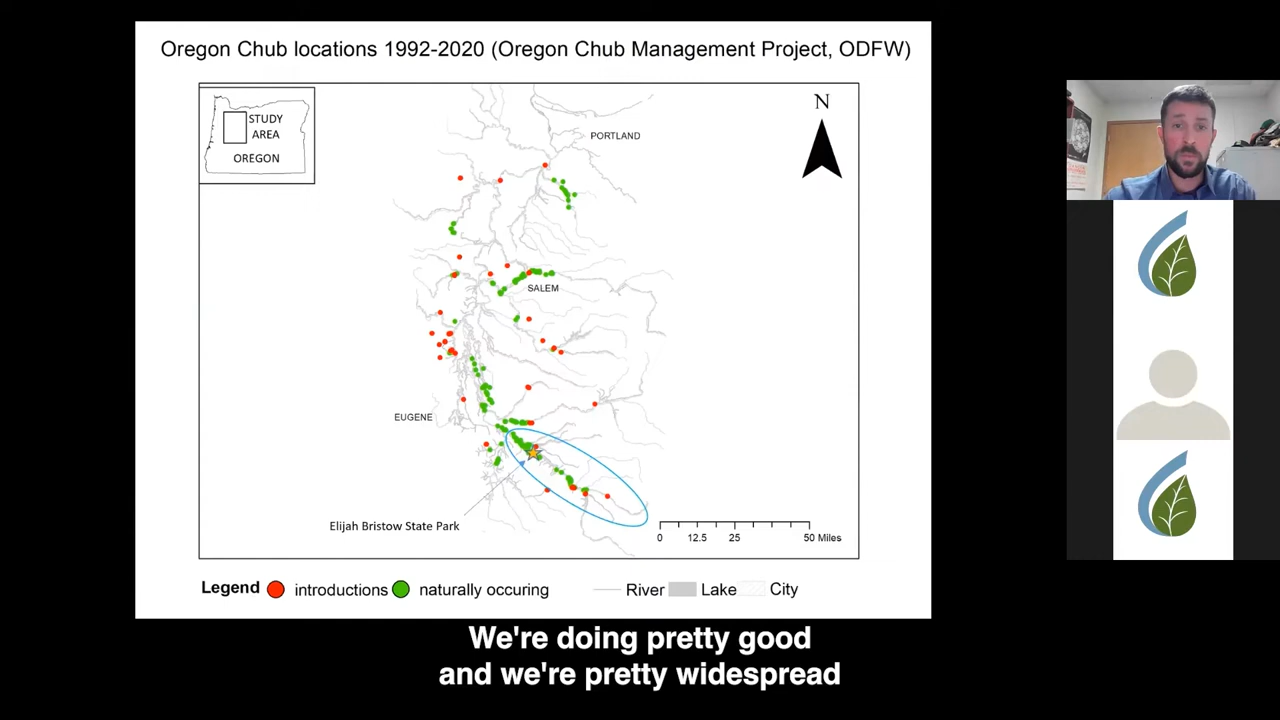 Oregon Chub locations 1992-2020 (Oregon Chub Management Project, ODFW)
STUDY
AREA
OREGON
N
PORTLAND
SALEM
EUGENE
Elijah Bristow State Park
0 12.5 25 50 Miles
Legend introductions naturally occuring River Lake City
We're doing pretty good
and we're pretty widespread